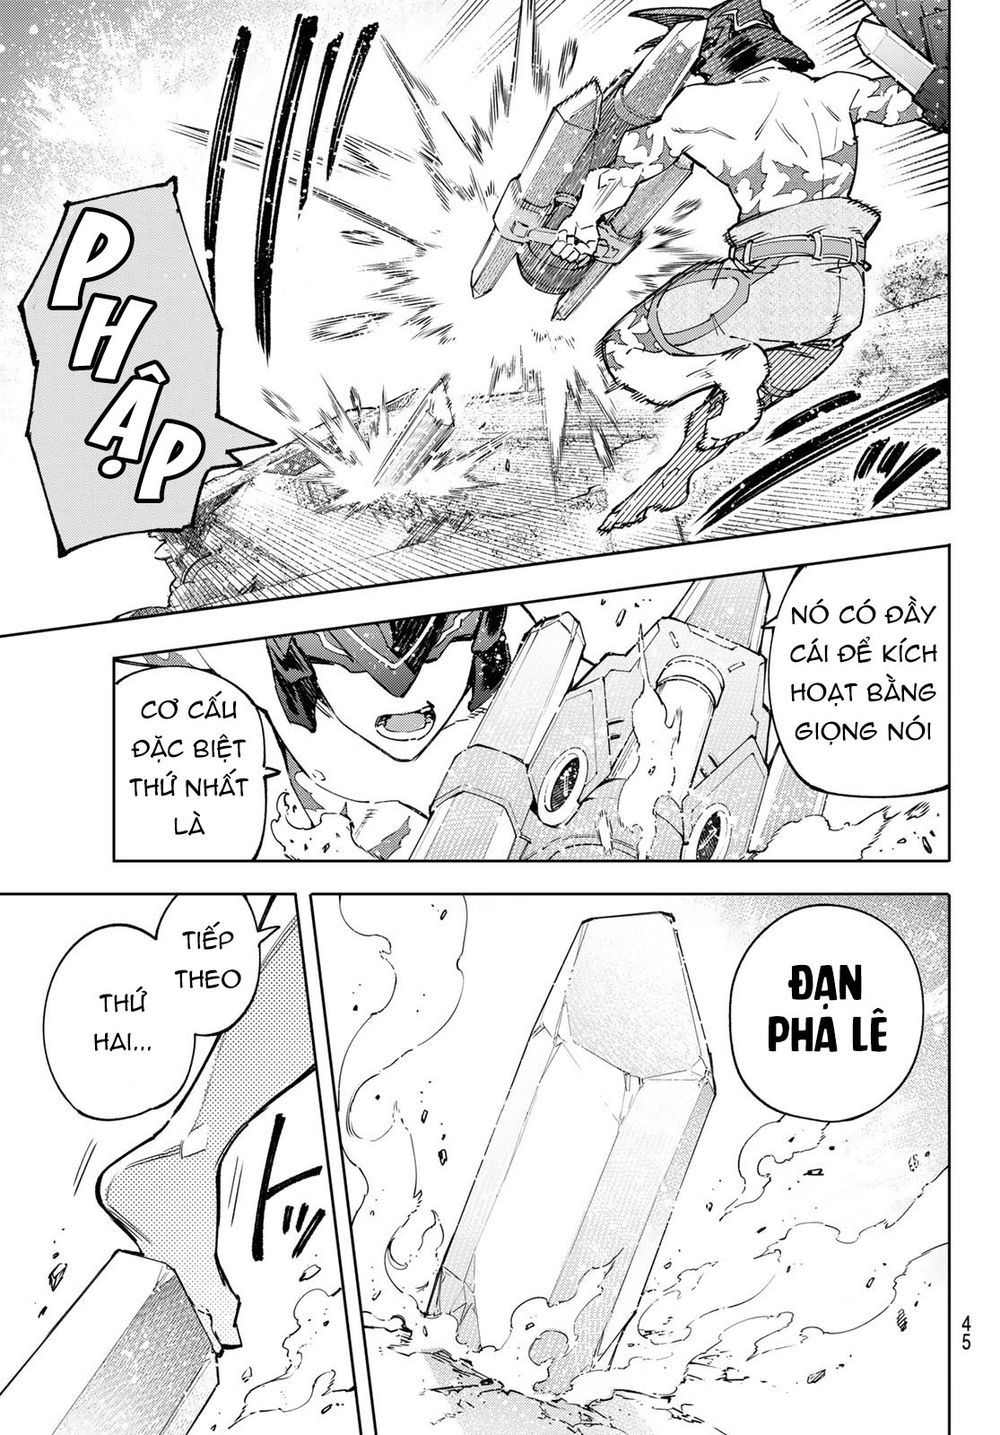 PHẬP
NÓ CÓ ĐẦY
CÁI ĐỂ KÍCH
HOẠT BẰNG
GIỌNG NÓI
CƠ CẤU
ĐẶC BIỆT
THỨ NHẤT
LÀ
ĐẠN
PHA LÊ
TIẾP
THEO
THỨ
HAI...
ド
45